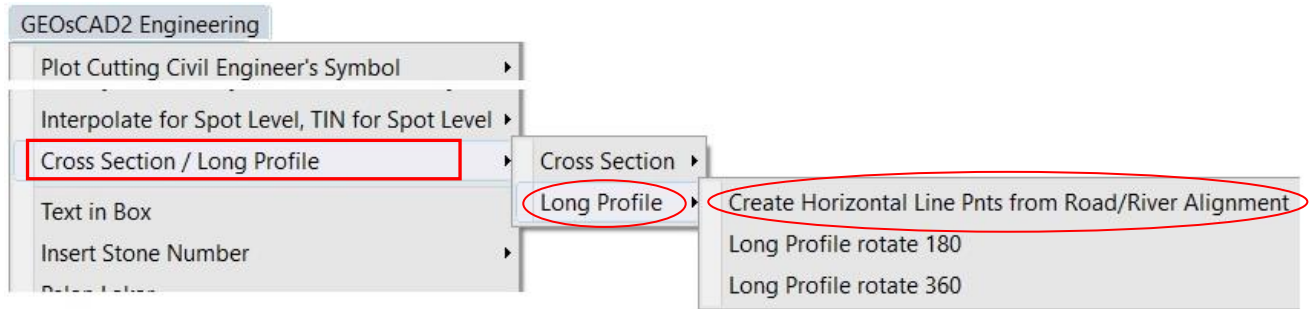 GEOsCAD2 Engineering
Plot Cutting Civil Engineer's Symbol
Interpolate for Spot Level, TIN for Spot Level
Cross Section / Long Profile
Cross Section
Long Profile
Create Horizontal Line Pnts from Road/River Alignment
Text in Box
Long Profile rotate 180
Insert Stone Number
Long Profile rotate 360